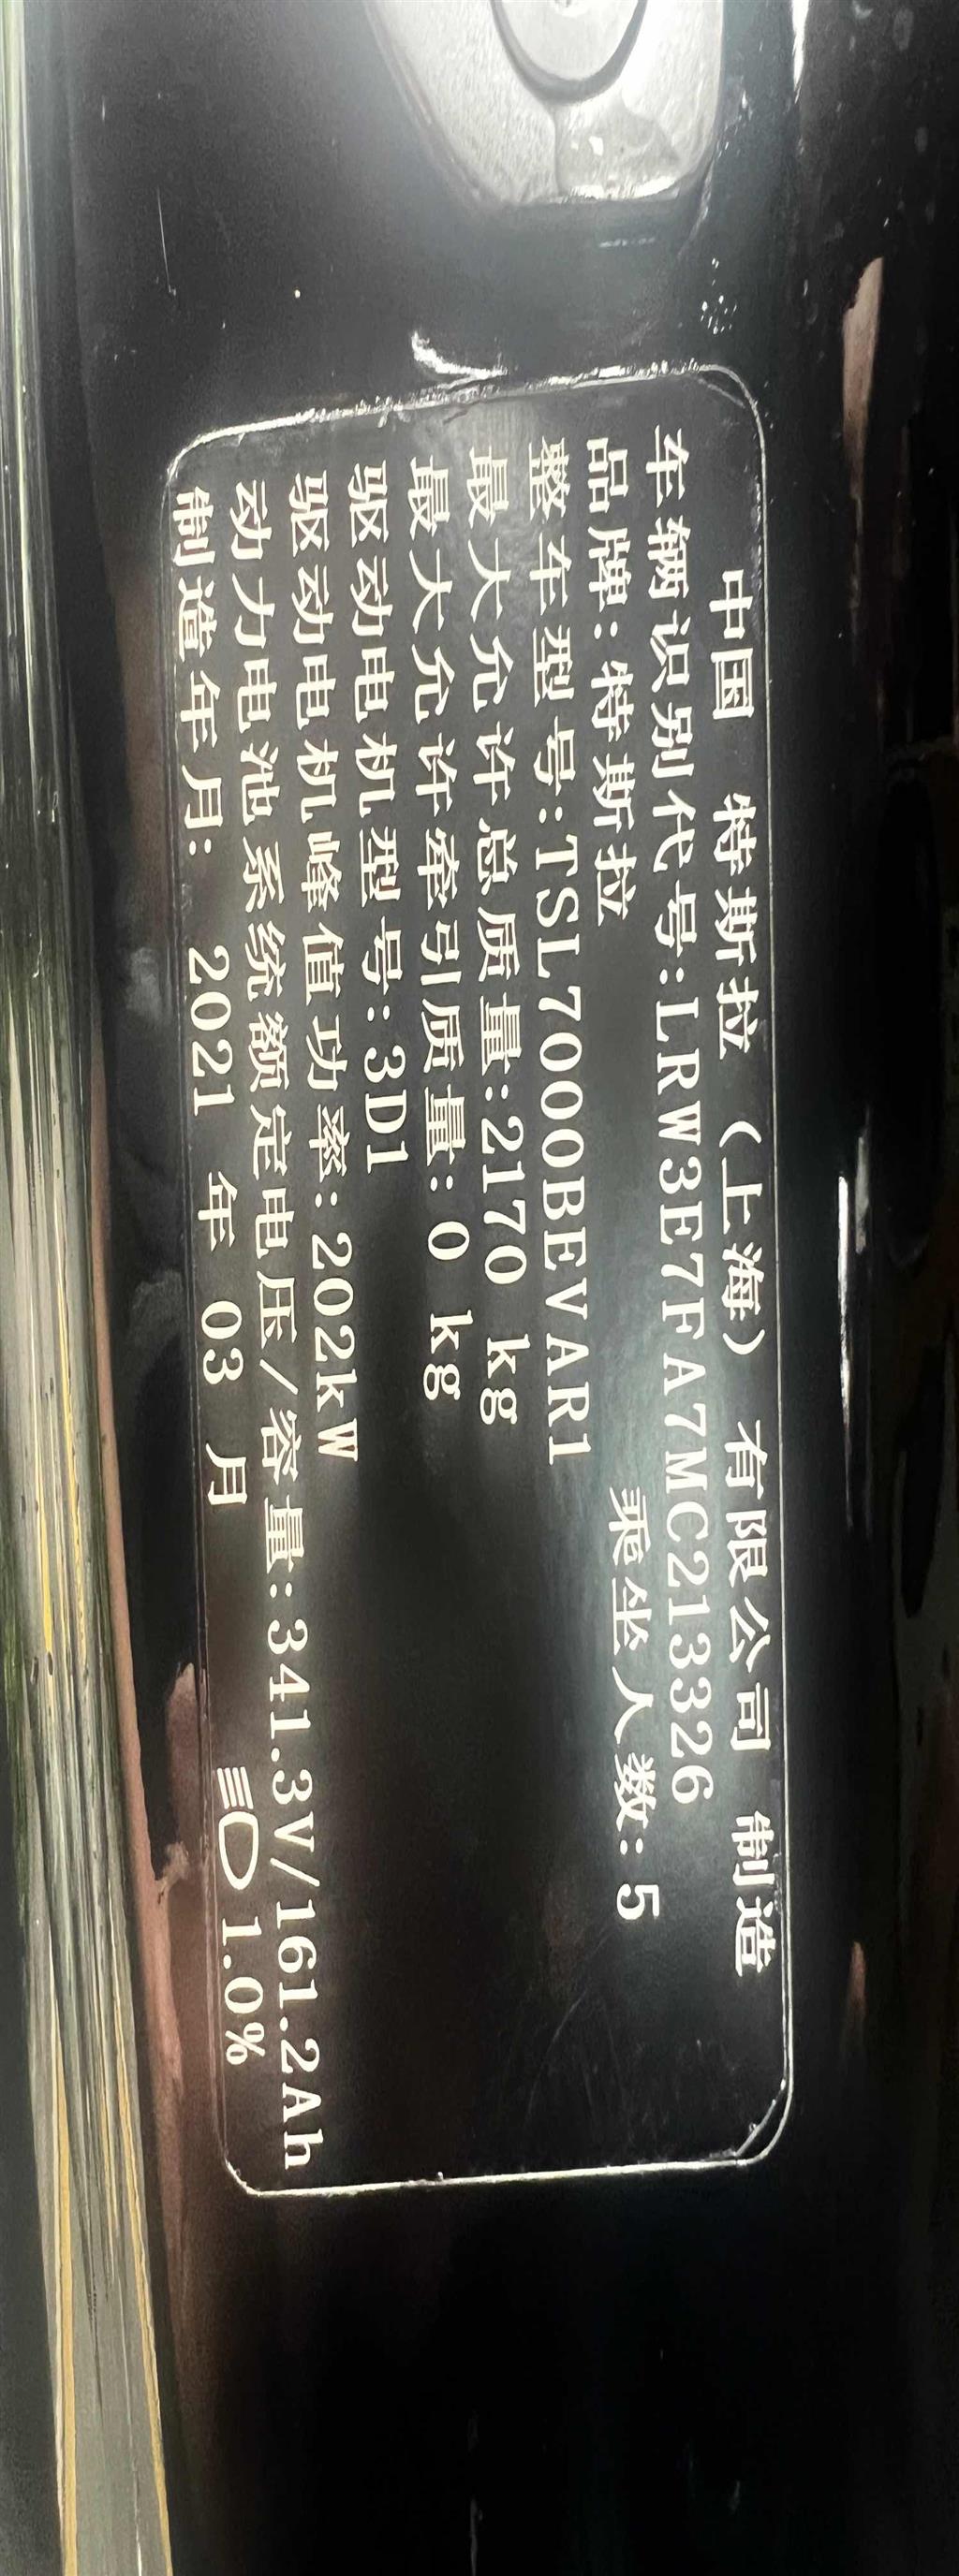 中国 特斯拉 (上海) 有限公司 制造
车辆识别代号:LRW3E7FA7MC213326
品牌:特斯拉 乘坐人数:5
整车型号:TSL7000BEVAR1
最大允许总质量:2170 kg
最大允许牵引质量:0 kg
驱动电机型号:3D1
驱动电机峰值功率:202kW
动力电池系统额定电压/容量:341.3V/161.2Ah
制造年月: 2021 年 03 月 1.0%